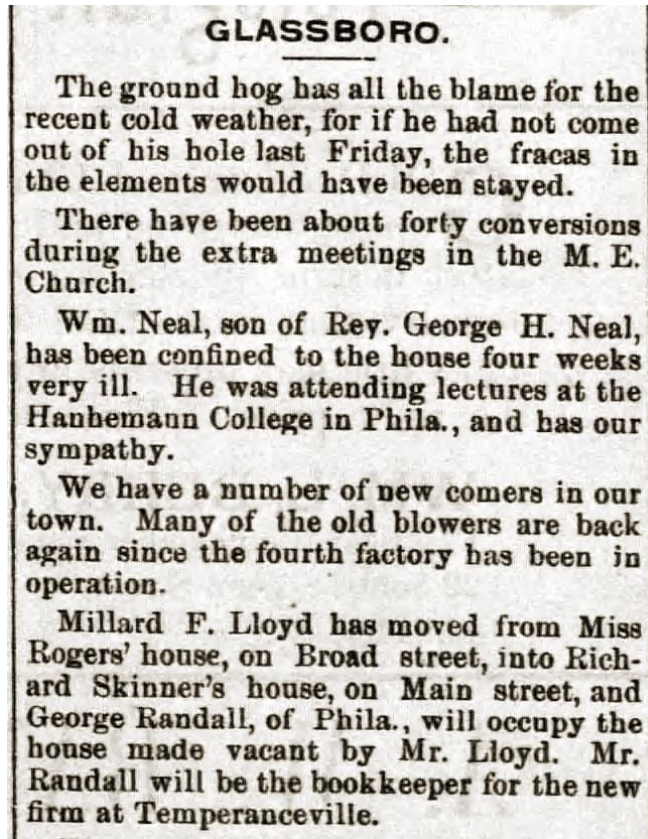 GLASSBORO.
The ground hog has all the blame for the
recent cold weather, for if he had not come
out of his hole last Friday, the fracas in
the elements would have been stayed.
There have been about forty conversions
during the extra meetings in the M. E.
Church.
Wm. Neal, son of Rev. George H. Neal,
has been confined to the house four weeks
very ill. He was attending lectures at the
Hanhemann College in Phila., and has our
sympathy.
We have a number of new comers in our
town. Many of the old blowers are back
again since the fourth factory has been in
operation.
Millard F. Lloyd has moved from Miss
Rogers' house, on Broad street, into Rich-
ard Skinner's house, on Main street, and
George Randall, of Phila., will occupy the
house made vacant by Mr. Lloyd. Mr.
Randall will be the bookkeeper for the new
firm at Temperanceville.